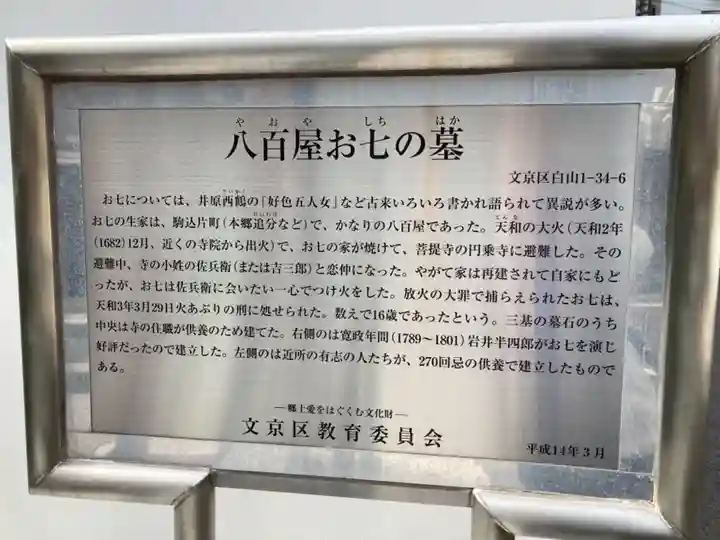 やおや しち はか
八百屋お七の墓
文京区白山1-34-6
さいかく
お七については、井原西鶴の『好色五人女』など古来いろいろ書かれ語られて異説が多い。
おいわけ てんな
お七の生家は、駒込片町(本郷追分など)で、かなりの八百屋であった。天和の大火(天和2年
(1682)12月、近くの寺院から出火)で、お七の家が焼けて、菩提寺の円乗寺に避難した。その
避難中、寺の小姓の佐兵衛(または吉三郎)と恋仲になった。やがて家は再建されて自家にもど
ったが、お七は佐兵衛に会いたい一心でつけ火をした。放火の大罪で捕らえられたお七は、
天和3年3月29日火あぶりの刑に処せられた。数えで16歳であったという。三基の墓石のうち
中央は寺の住職が供養のため建てた。右側のは寛政年間(1789〜1801)岩井半四郎がお七を演じ
好評だったので建立した。左側のは近所の有志の人たちが、270回忌の供養で建立したもので
ある。
―郷土愛をはぐくむ文化財―
文京区教育委員会
平成14年3月